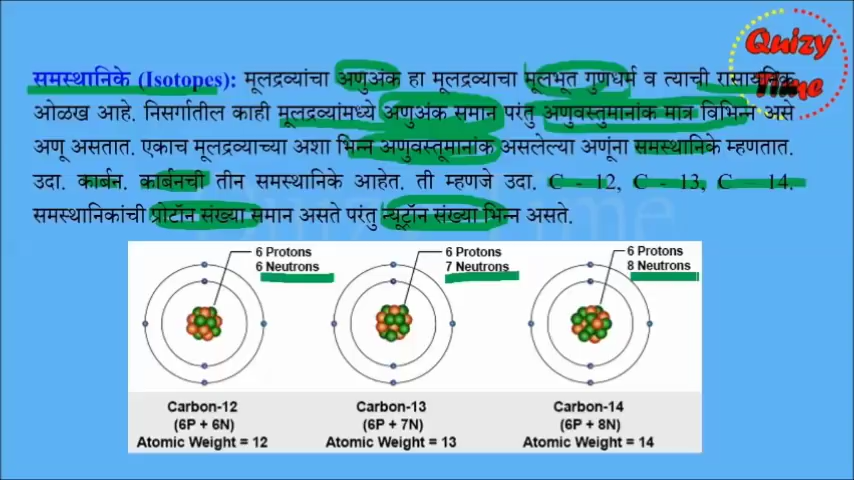 Quizy
Time
समस्थानिके (Isotopes): मूलद्रव्यांचा अणुअंक हा मूलद्रव्याचा मूलभूत गुणधर्म व त्याची रासायनिक
ओळख आहे. निसर्गातील काही मूलद्रव्यांमध्ये अणुअंक समान परंतु अणुवस्तुमानांक मात्र विभिन्न असे
अणू असतात. एकाच मूलद्रव्याच्या अशा भिन्न अणुवस्तूमानांक असलेल्या अणूंना समस्थानिके म्हणतात.
उदा. कार्बन. कार्बनची तीन समस्थानिके आहेत. ती म्हणजे उदा. C - 12, C - 13, C - 14.
समस्थानिकांची प्रोटॉन संख्या समान असते परंतु न्यूट्रॉन संख्या भिन्न असते.
6 Protons
6 Neutrons
6 Protons
7 Neutrons
6 Protons
8 Neutrons
Carbon-12
(6P + 6N)
Atomic Weight = 12
Carbon-13
(6P + 7N)
Atomic Weight = 13
Carbon-14
(6P + 8N)
Atomic Weight = 14